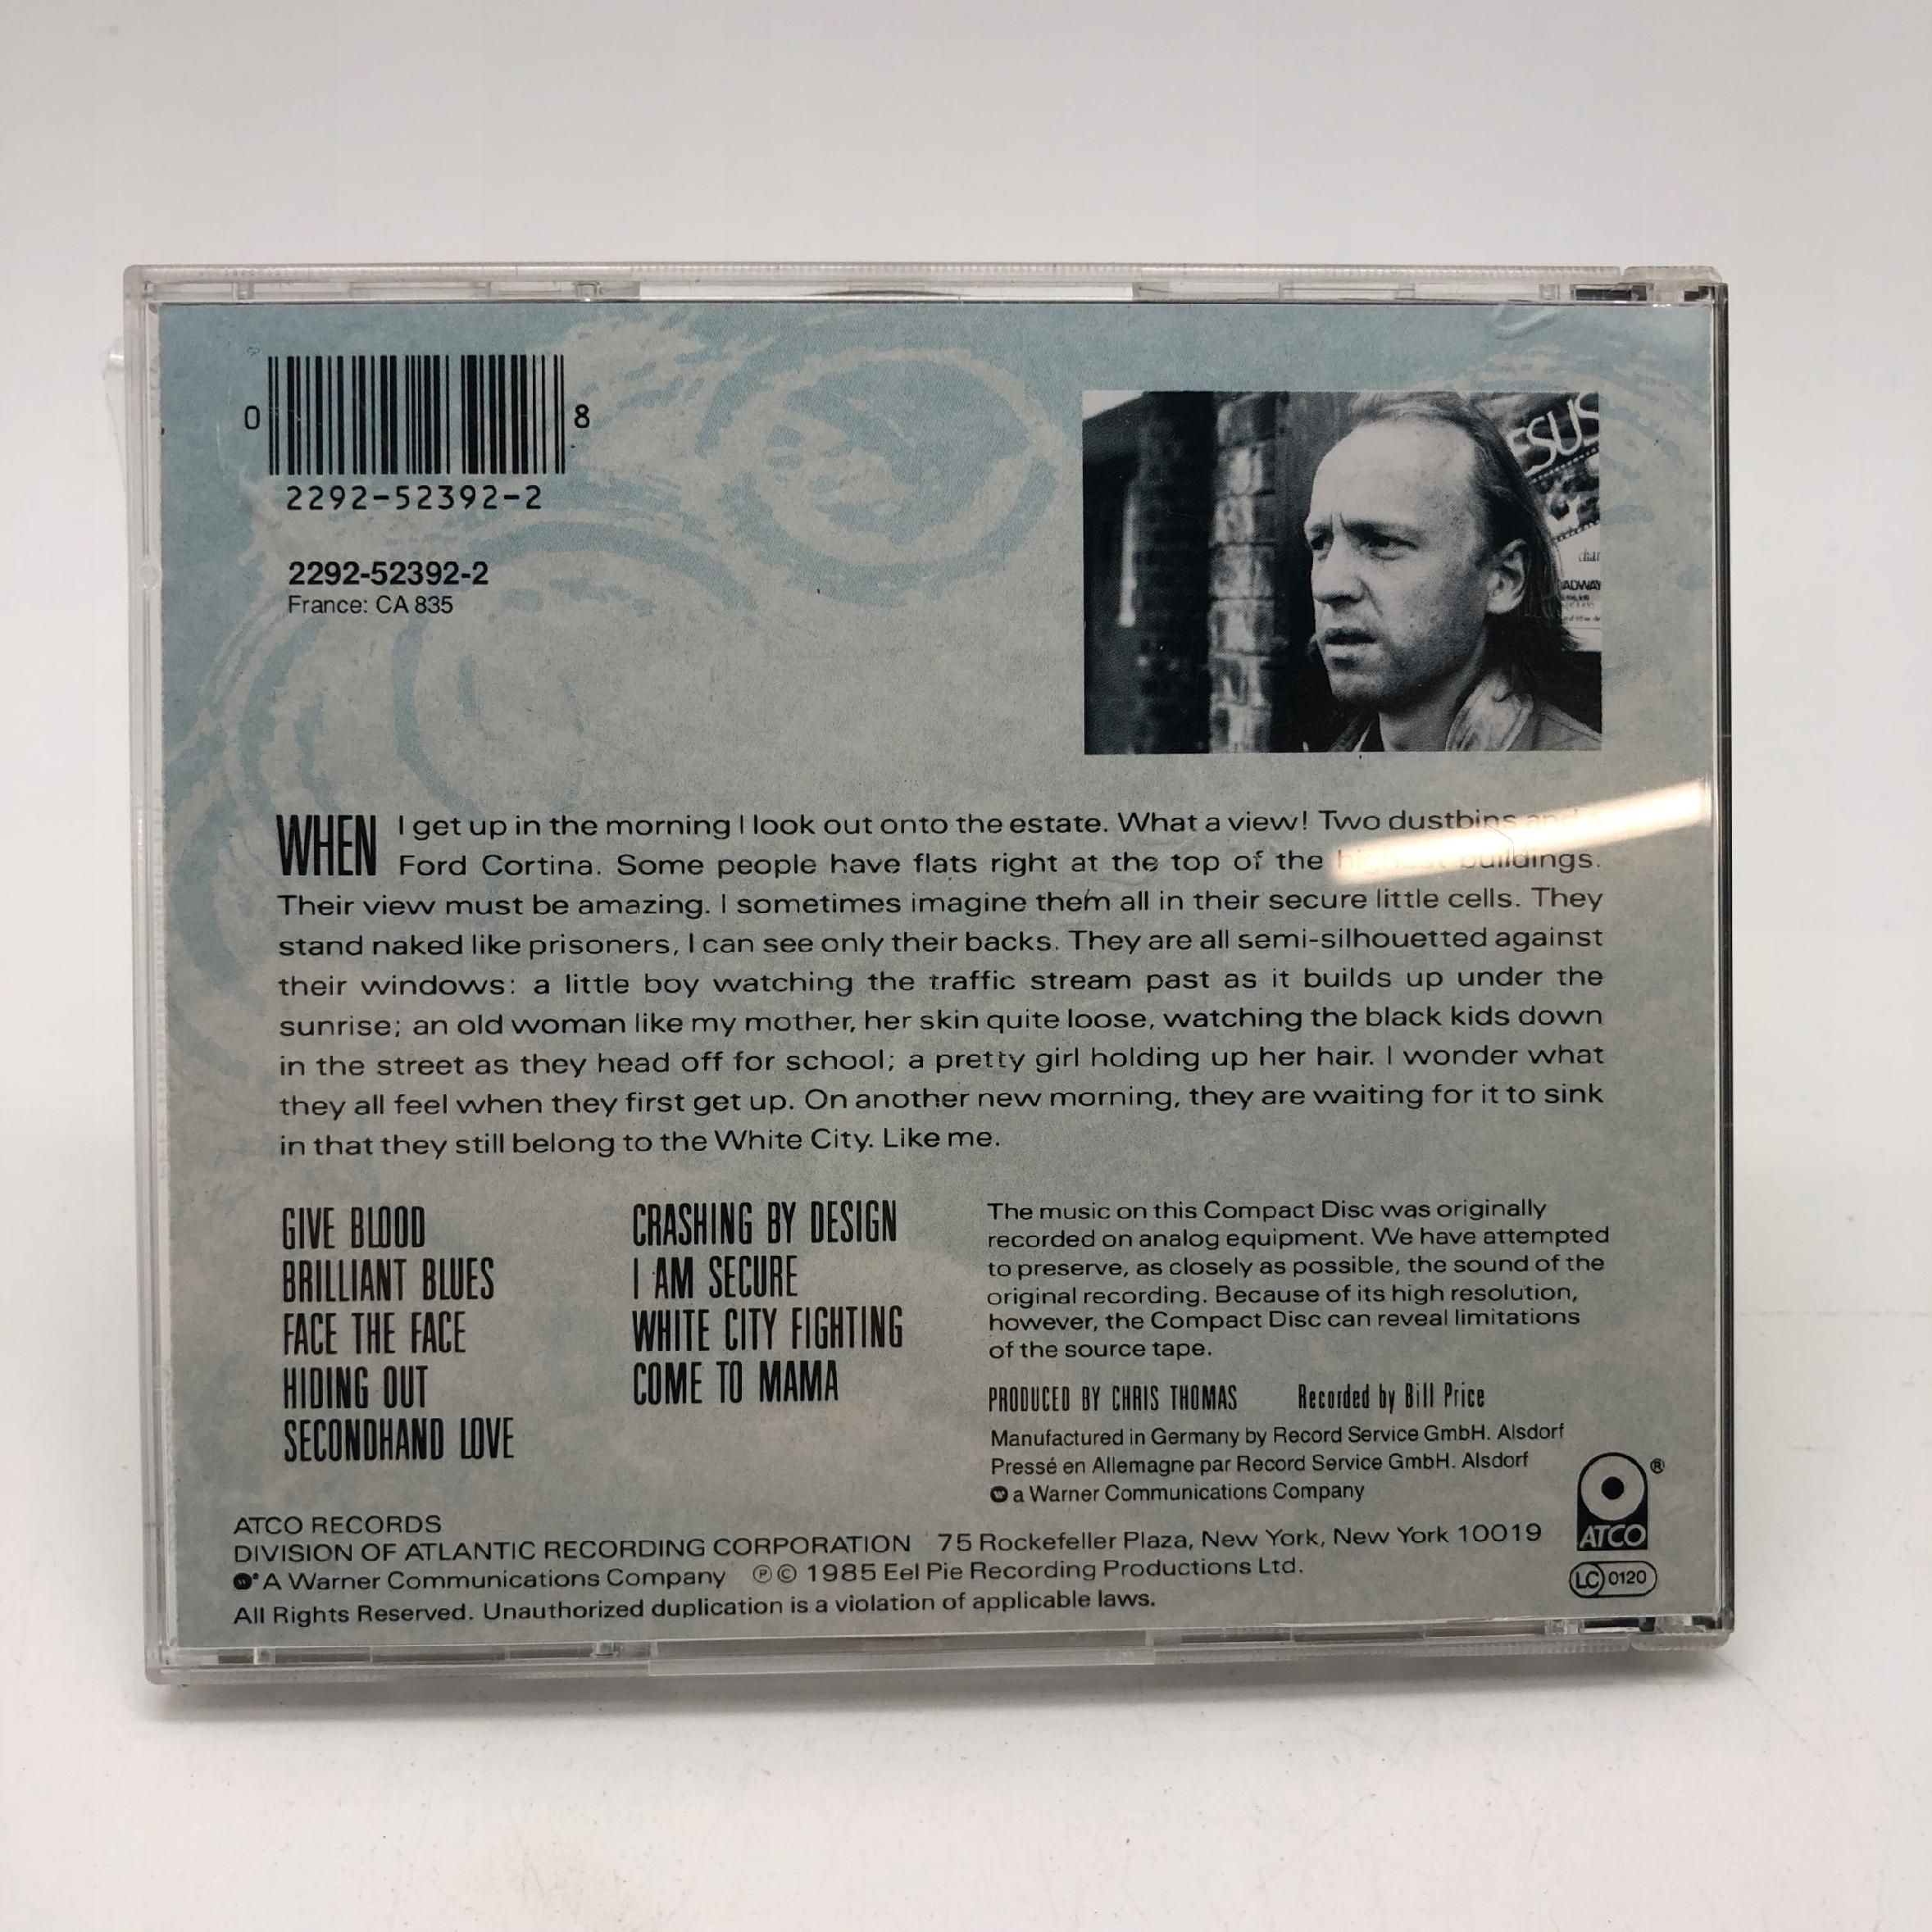 0 8
2292-52392-2
2292-52392-2
France: CA 835
ESUS
char
ADWAY
WHEN I get up in the morning I look out onto the estate. What a view! Two dustbins
Ford Cortina. Some people have flats right at the top of the highest buildings.
Their view must be amazing. I sometimes imagine them all in their secure little cells. They
stand naked like prisoners, I can see only their backs. They are all semi-silhouetted against
their windows: a little boy watching the traffic stream past as it builds up under the
sunrise; an old woman like my mother, her skin quite loose, watching the black kids down
in the street as they head off for school; a pretty girl holding up her hair. I wonder what
they all feel when they first get up. On another new morning, they are waiting for it to sink
in that they still belong to the White City. Like me.
GIVE BLOOD
BRILLIANT BLUES
FACE THE FACE
HIDING OUT
SECONDHAND LOVE
CRASHING BY DESIGN
I AM SECURE
WHITE CITY FIGHTING
COME TO MAMA
The music on this Compact Disc was originally
recorded on analog equipment. We have attempted
to preserve, as closely as possible, the sound of the
original recording. Because of its high resolution,
however, the Compact Disc can reveal limitations
of the source tape.
PRODUCED BY CHRIS THOMAS Recorded by Bill Price
Manufactured in Germany by Record Service GmbH. Alsdorf
Pressé en Allemagne par Record Service GmbH. Alsdorf
a Warner Communications Company
ATCO RECORDS
DIVISION OF ATLANTIC RECORDING CORPORATION 75 Rockefeller Plaza, New York, New York 10019
A Warner Communications Company ℗© 1985 Eel Pie Recording Productions Ltd.
All Rights Reserved. Unauthorized duplication is a violation of applicable laws.
ATCO ®
LC 0120